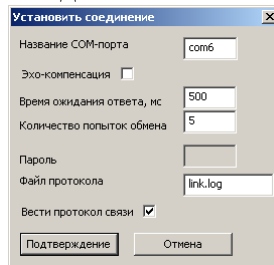 Установить соединение
Название COM-порта com6
Эхо-компенсация
Время ожидания ответа, мс 500
Количество попыток обмена 5
Пароль
Файл протокола link.log
Вести протокол связи
Подтверждение Отмена